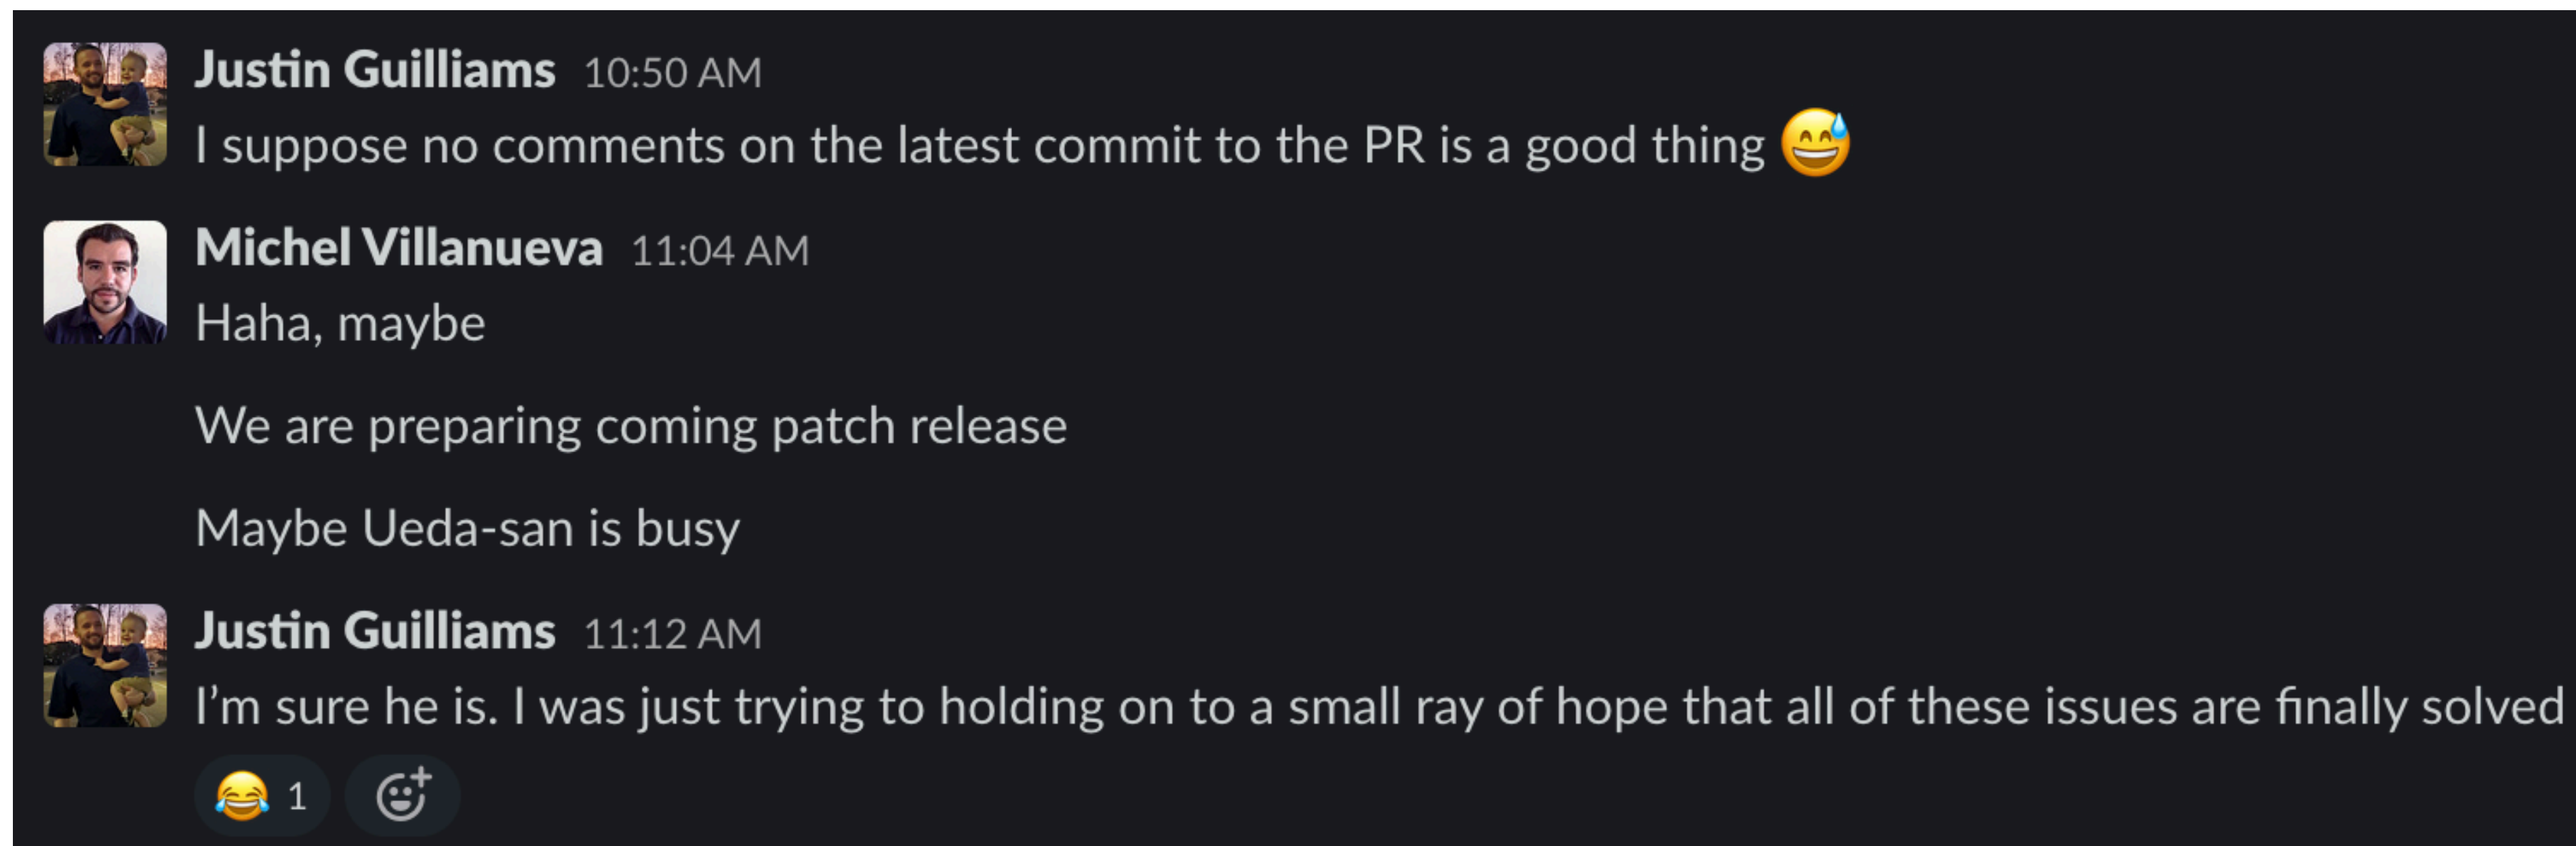 Justin Guilliams 10:50 AM
I suppose no comments on the latest commit to the PR is a good thing 😅
Michel Villanueva 11:04 AM
Haha, maybe
We are preparing coming patch release
Maybe Ueda-san is busy
Justin Guilliams 11:12 AM
I’m sure he is. I was just trying to holding on to a small ray of hope that all of these issues are finally solved
😂 1